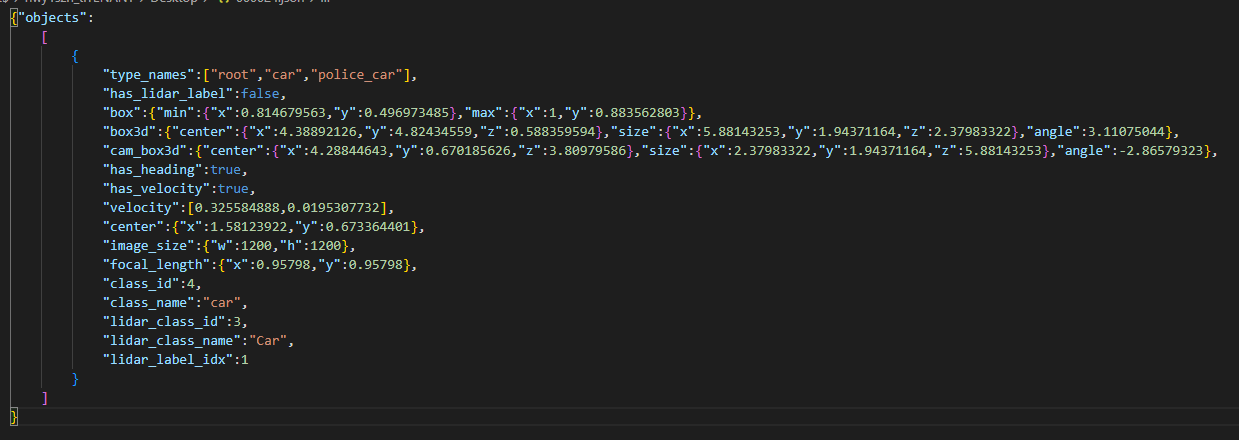 {"objects":
[
{
"type_names":["root","car","police_car"],
"has_lidar_label":false,
"box":{"min":{"x":0.814679563,"y":0.496973485},"max":{"x":1,"y":0.883562803}},
"box3d":{"center":{"x":4.38892126,"y":4.82434559,"z":0.588359594},"size":{"x":5.88143253,"y":1.94371164,"z":2.37983322},"angle":3.11075044},
"cam_box3d":{"center":{"x":4.28844643,"y":0.670185626,"z":3.80979586},"size":{"x":2.37983322,"y":1.94371164,"z":5.88143253},"angle":-2.86579323},
"has_heading":true,
"has_velocity":true,
"velocity":[0.325584888,0.0195307732],
"center":{"x":1.58123922,"y":0.673364401},
"image_size":{"w":1200,"h":1200},
"focal_length":{"x":0.95798,"y":0.95798},
"class_id":4,
"class_name":"car",
"lidar_class_id":3,
"lidar_class_name":"Car",
"lidar_label_idx":1
}
]
}